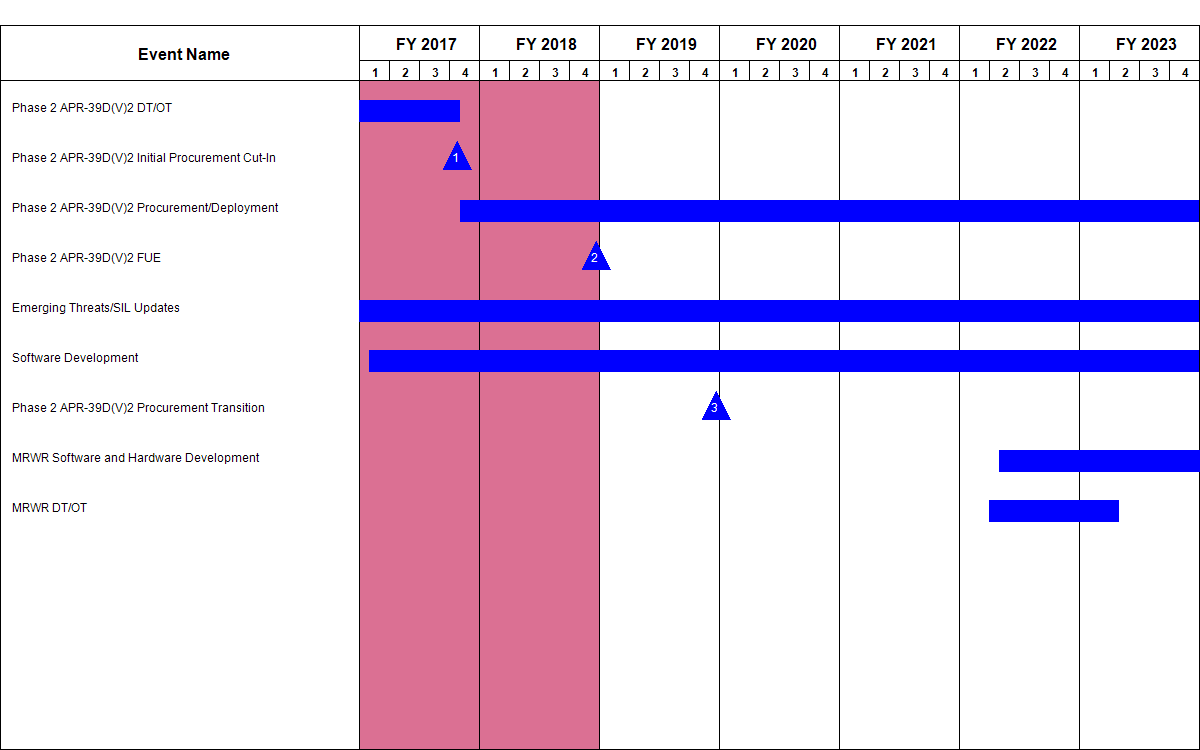 Event Name
FY 2017 FY 2018 FY 2019 FY 2020 FY 2021 FY 2022 FY 2023
1 2 3 4 1 2 3 4 1 2 3 4 1 2 3 4 1 2 3 4 1 2 3 4 1 2 3 4
Phase 2 APR-39D(V)2 DT/OT
Phase 2 APR-39D(V)2 Initial Procurement Cut-In
1
Phase 2 APR-39D(V)2 Procurement/Deployment
Phase 2 APR-39D(V)2 FUE
2
Emerging Threats/SIL Updates
Software Development
Phase 2 APR-39D(V)2 Procurement Transition
3
MRWR Software and Hardware Development
MRWR DT/OT